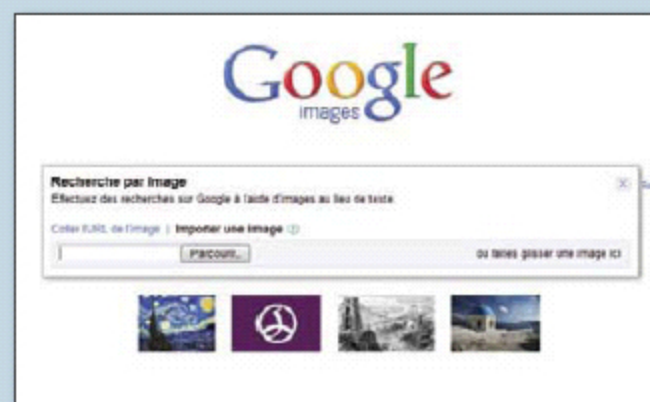 Google
images
Recherche par image
Effectuez des recherches sur Google à l'aide d'images au lieu de texte
Coller l'URL de l'image | Importer une image
Parcourir_ ou faites glisser une image ici